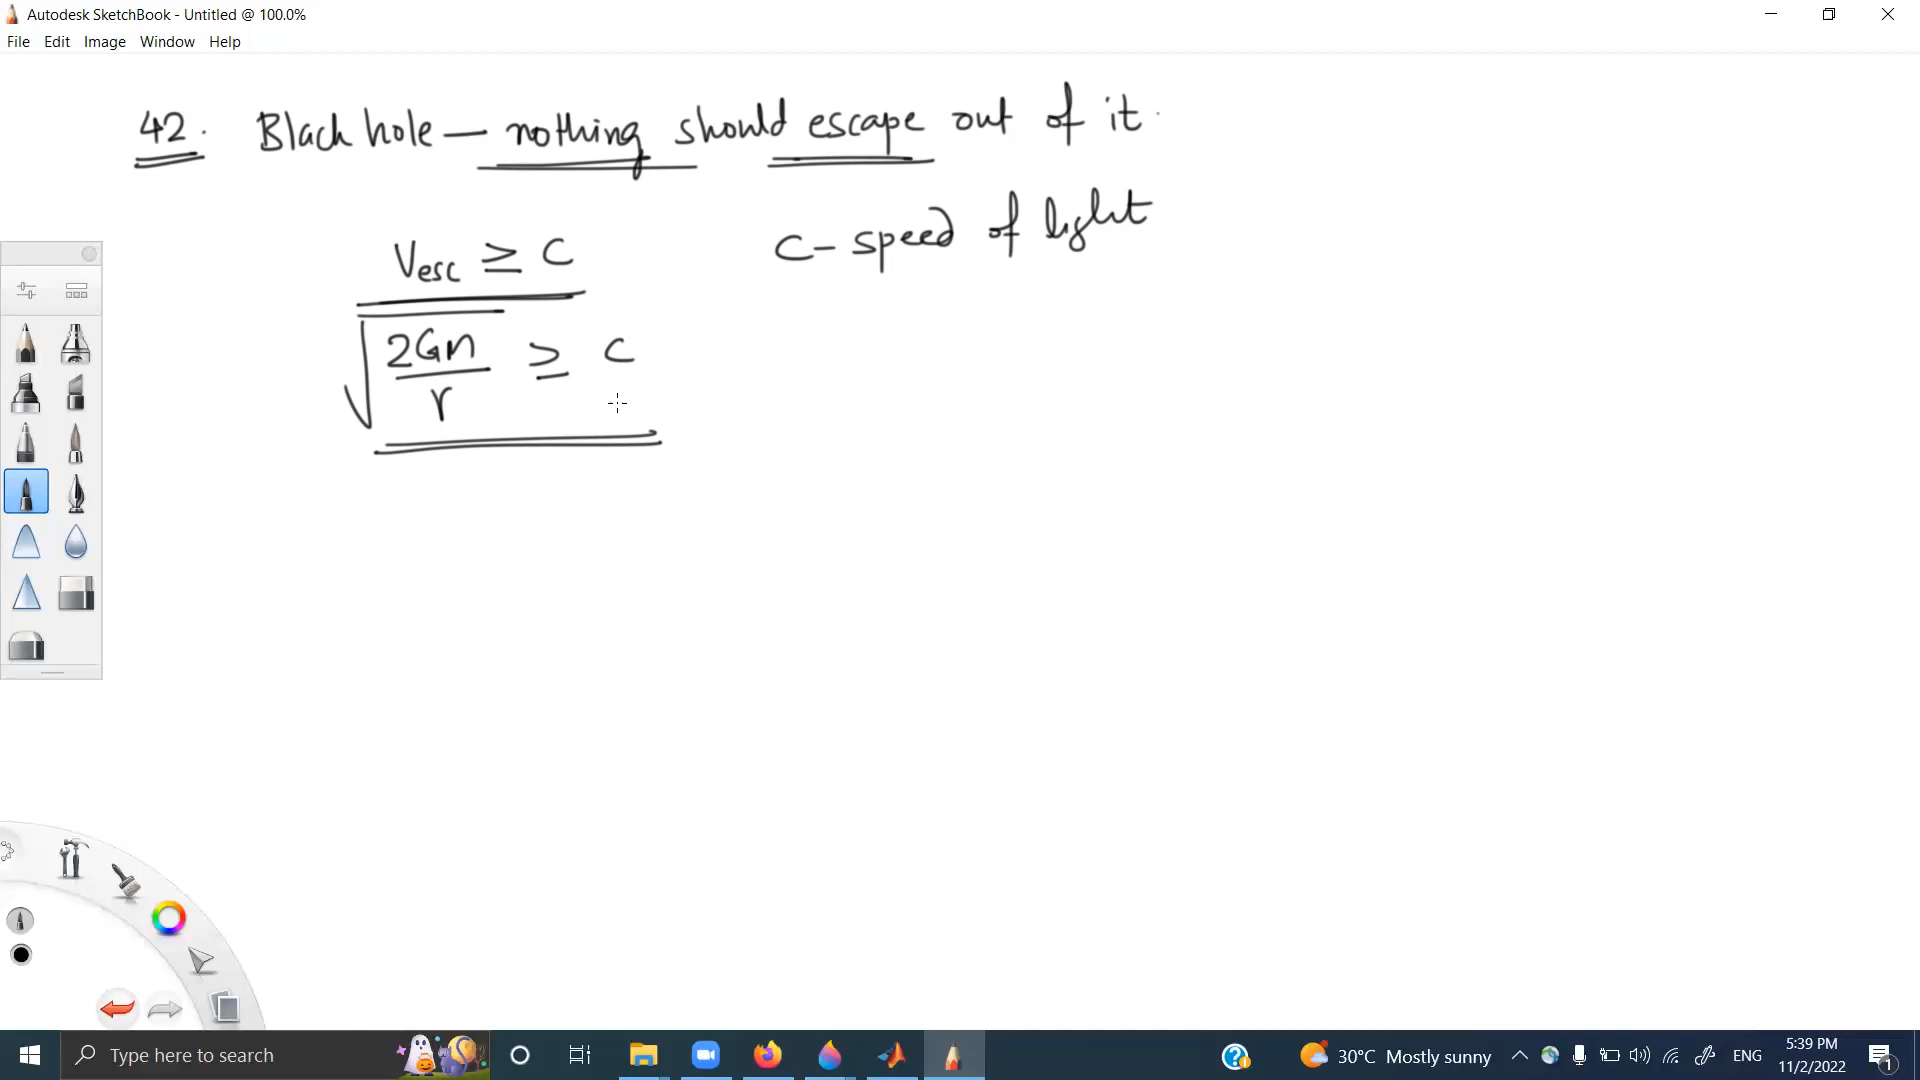 Autodesk SketchBook - Untitled @ 100.0%
File Edit Image Window Help
42. Black hole — nothing should escape out of it.
Vesc ≥ C
C - speed of light
√(2GM/r) ≥ C
Type here to search
30°C Mostly sunny
ENG
5:39 PM
11/2/2022
1